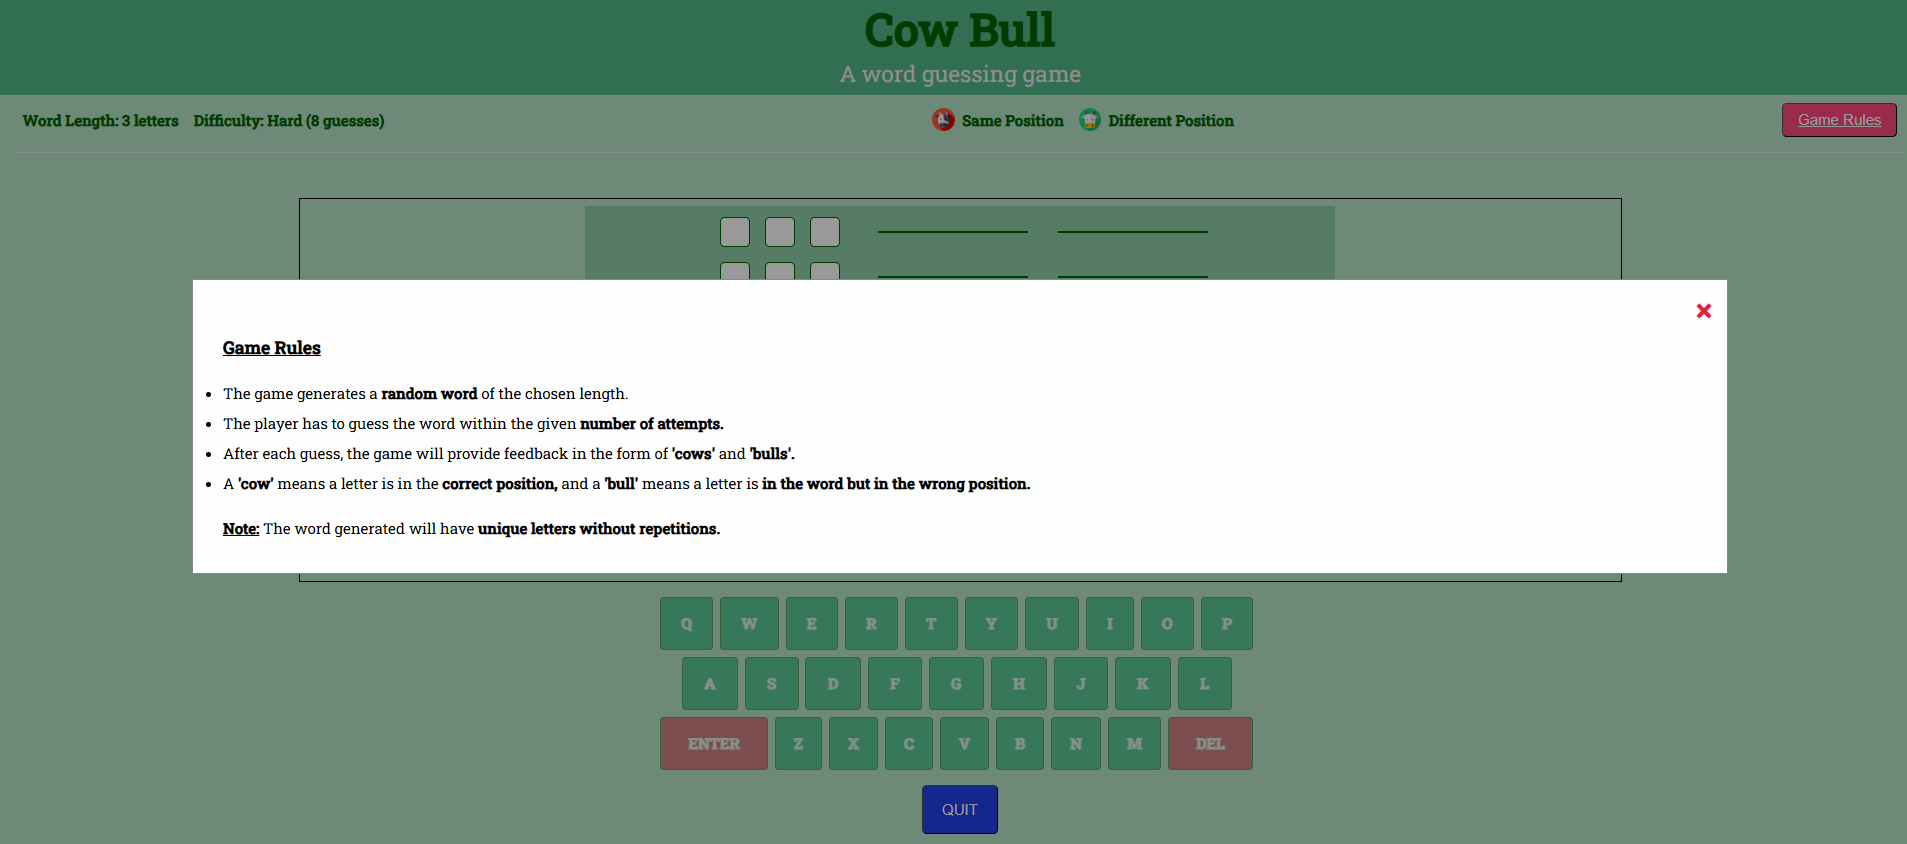 Cow Bull
A word guessing game
Word Length: 3 letters Difficulty: Hard (8 guesses) Same Position Different Position Game Rules
Game Rules
The game generates a random word of the chosen length.
The player has to guess the word within the given number of attempts.
After each guess, the game will provide feedback in the form of 'cows' and 'bulls'.
A 'cow' means a letter is in the correct position, and a 'bull' means a letter is in the word but in the wrong position.
Note: The word generated will have unique letters without repetitions.
Q W E R T Y U I O P
A S D F G H J K L
ENTER Z X C V B N M DEL
QUIT